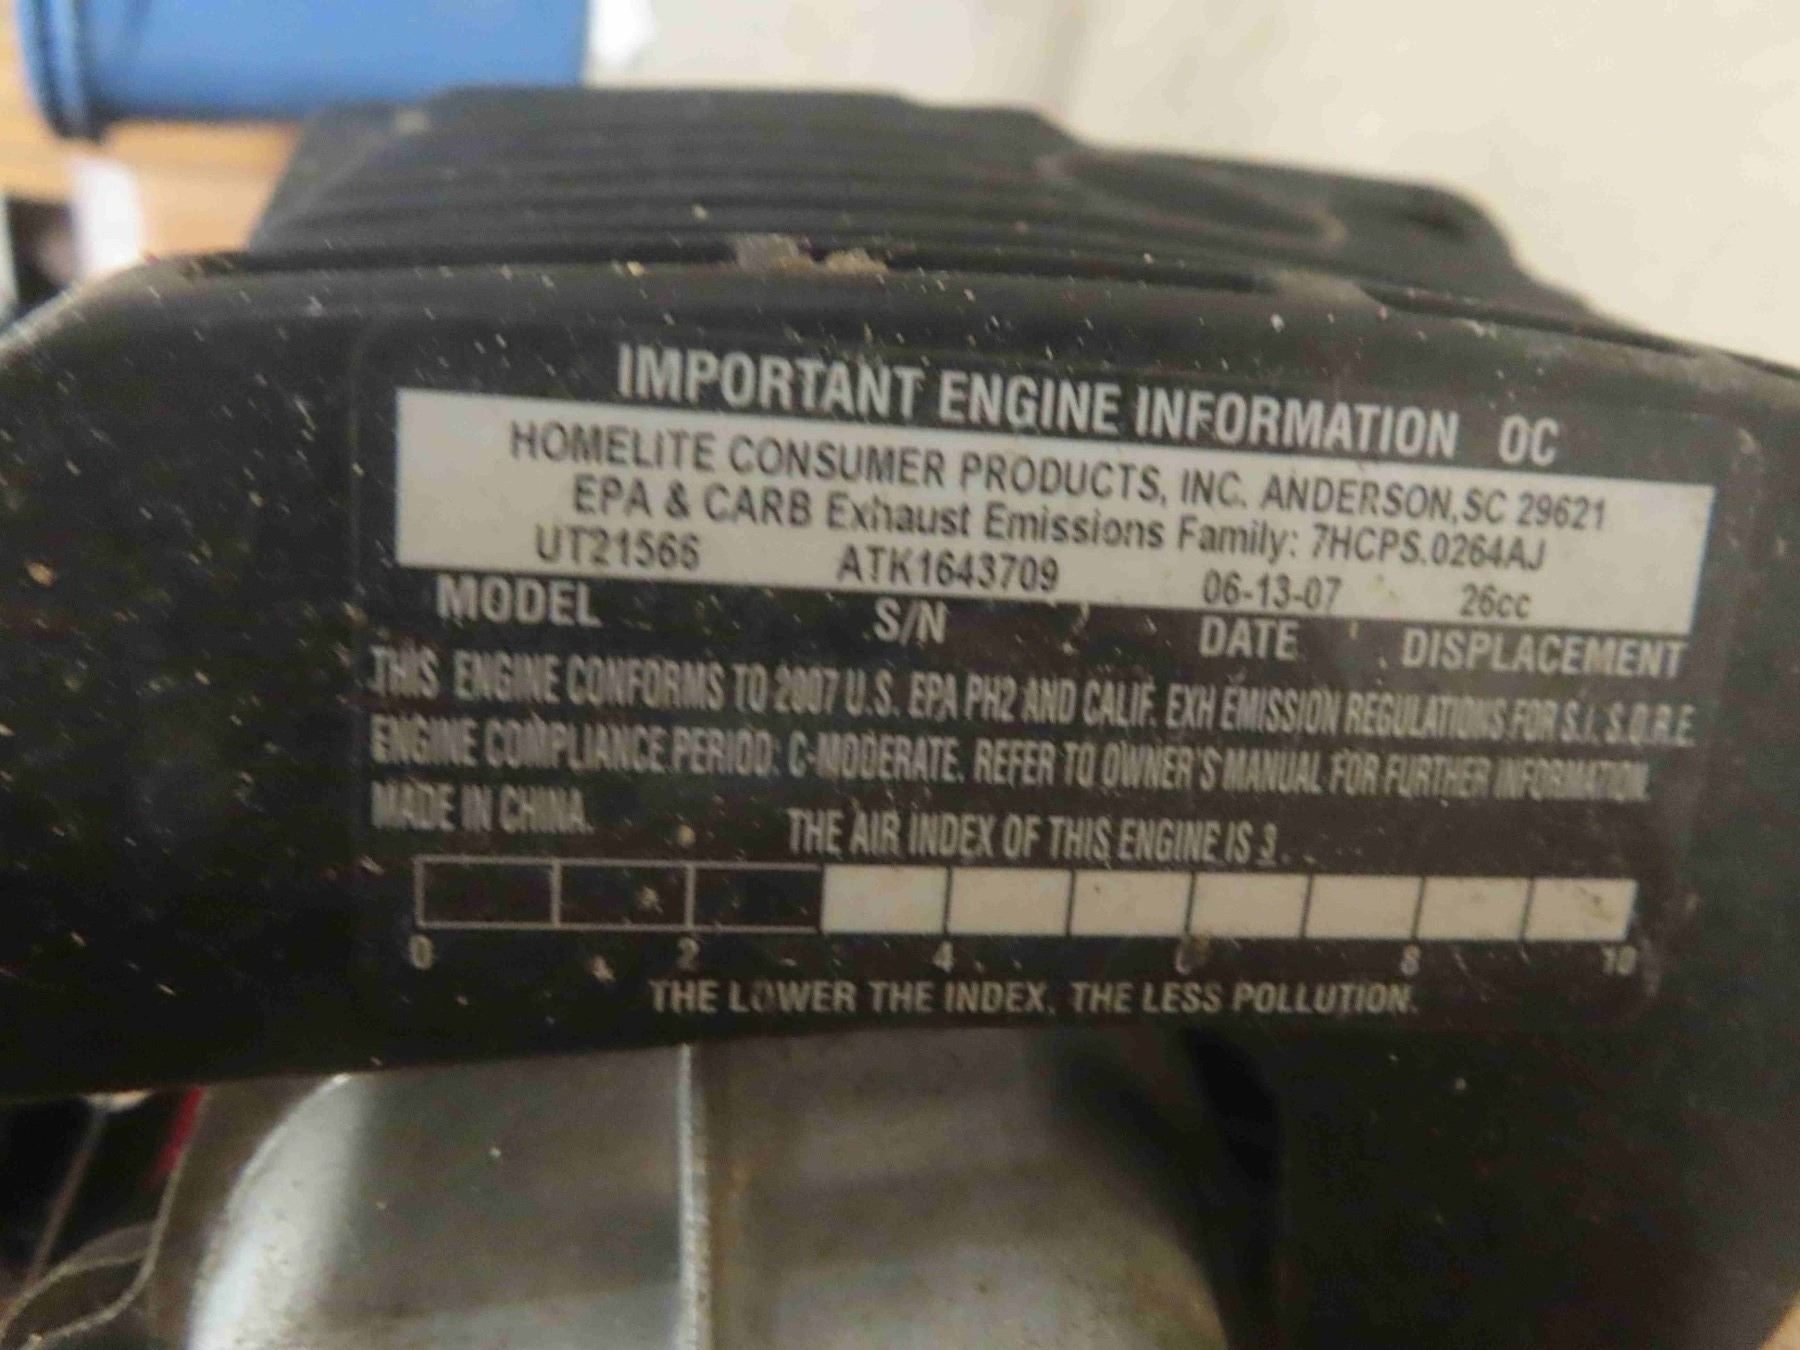 IMPORTANT ENGINE INFORMATION OC
HOMELITE CONSUMER PRODUCTS, INC. ANDERSON,SC 29621
EPA & CARB Exhaust Emissions Family: 7HCPS.0264AJ
UT21566 ATK1643709 06-13-07 26cc
MODEL S/N DATE DISPLACEMENT
THIS ENGINE CONFORMS TO 2007 U.S. EPA PH2 AND CALIF. EXH EMISSION REGULATIONS FOR S.I. S.O.R.E.
ENGINE COMPLIANCE PERIOD: C-MODERATE. REFER TO OWNER'S MANUAL FOR FURTHER INFORMATION.
MADE IN CHINA. THE AIR INDEX OF THIS ENGINE IS 3.
0 2 4 6 8 10
THE LOWER THE INDEX, THE LESS POLLUTION.